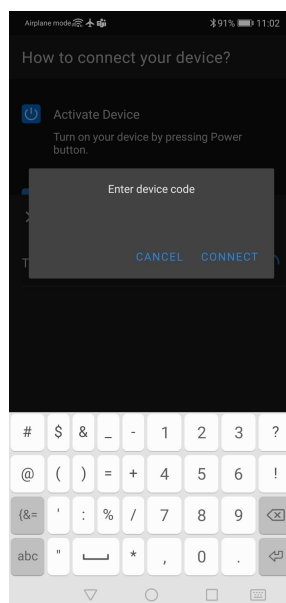 Airplane mode 91% 11:02
How to connect your device?
Activate Device
Turn on your device by pressing Power
button.
Enter device code
CANCEL CONNECT
T
# $ & _ - 1 2 3 ?
@ ( ) = + 4 5 6 !
{&= ' : % / 7 8 9
abc " * , 0 .